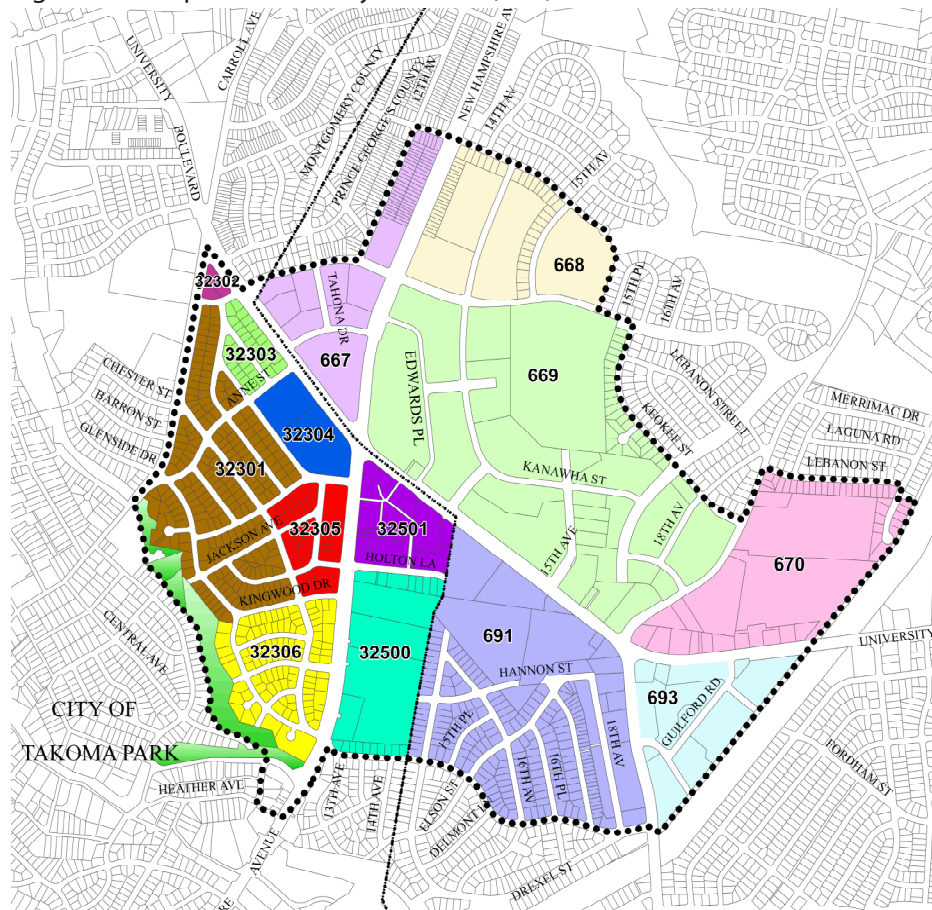 UNIVERSITY
BOULEVARD
CARROLL AVE
MONTGOMERY COUNTY
PRINCE GEORGE'S COUNTY
NEW HAMPSHIRE AV
14TH AV
15TH AV
668
15TH PL
16TH AV
32302
TAHONA DR
667
32303
ANNE ST
EDWARDS PL
669
LEBANON STREET
KEOKEE ST
MERRIMAC DR
LAGUNA RD
LEBANON ST
CHESTER ST
HARRON ST
GLENSIDE DR
32304
32301
KANAWHA ST
32305
JACKSON AVE
32501
HOLTON LA
15TH AVE
18TH AV
670
KINGWOOD DR
CENTRAL AVE
32306
32500
691
HANNON ST
UNIVERSITY
693
GUILFORD RD
CITY OF
TAKOMA PARK
15TH PL
16TH AV
16TH PL
18TH AV
HEATHER AVE
13TH AVE
14TH AVE
ELSON ST
FORDHAM ST
AVENUE
DREXEL ST